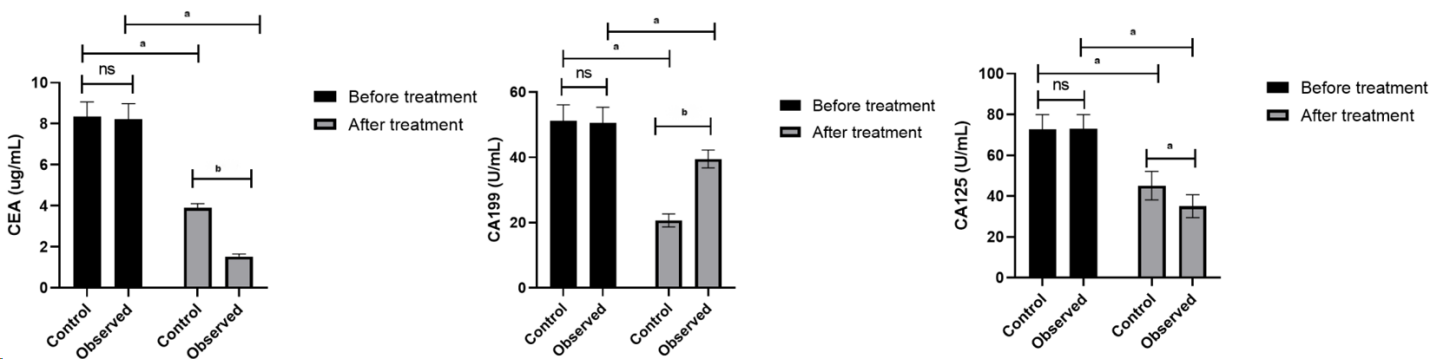 a
a
ns
10
8
6
4
2
0
CEA (ug/mL)
b
Control
Observed
Control
Observed
Before treatment
After treatment
a
a
ns
60
40
20
0
CA199 (U/mL)
b
Control
Observed
Control
Observed
Before treatment
After treatment
a
a
ns
100
80
60
40
20
0
CA125 (U/mL)
a
Control
Observed
Control
Observed
Before treatment
After treatment